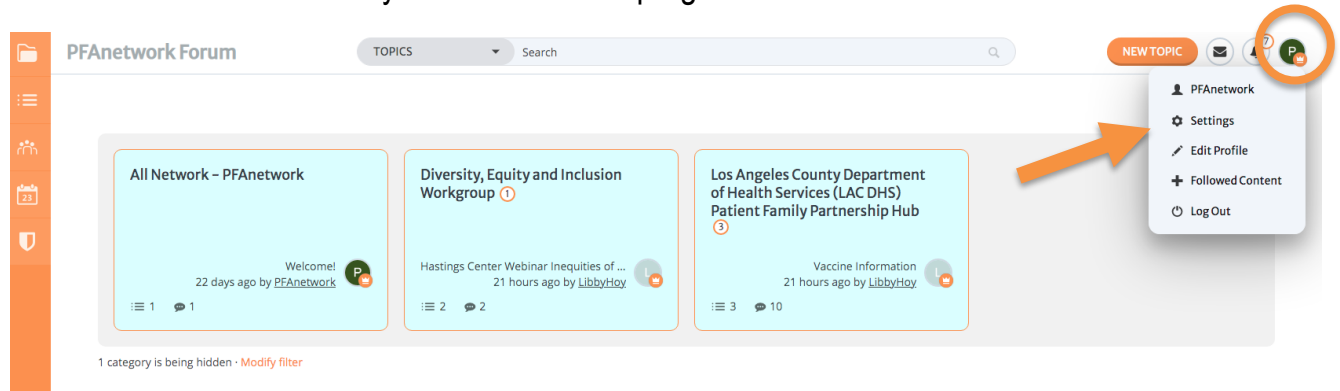 PFAnetwork Forum
TOPICS
Search
NEW TOPIC
7
P
PFAnetwork
Settings
Edit Profile
Followed Content
Log Out
23
All Network – PFAnetwork
Welcome!
22 days ago by PFAnetwork
P
1 1
Diversity, Equity and Inclusion
Workgroup 1
Hastings Center Webinar Inequities of ...
21 hours ago by LibbyHoy
L
2 2
Los Angeles County Department
of Health Services (LAC DHS)
Patient Family Partnership Hub
3
Vaccine Information
21 hours ago by LibbyHoy
L
3 10
1 category is being hidden · Modify filter